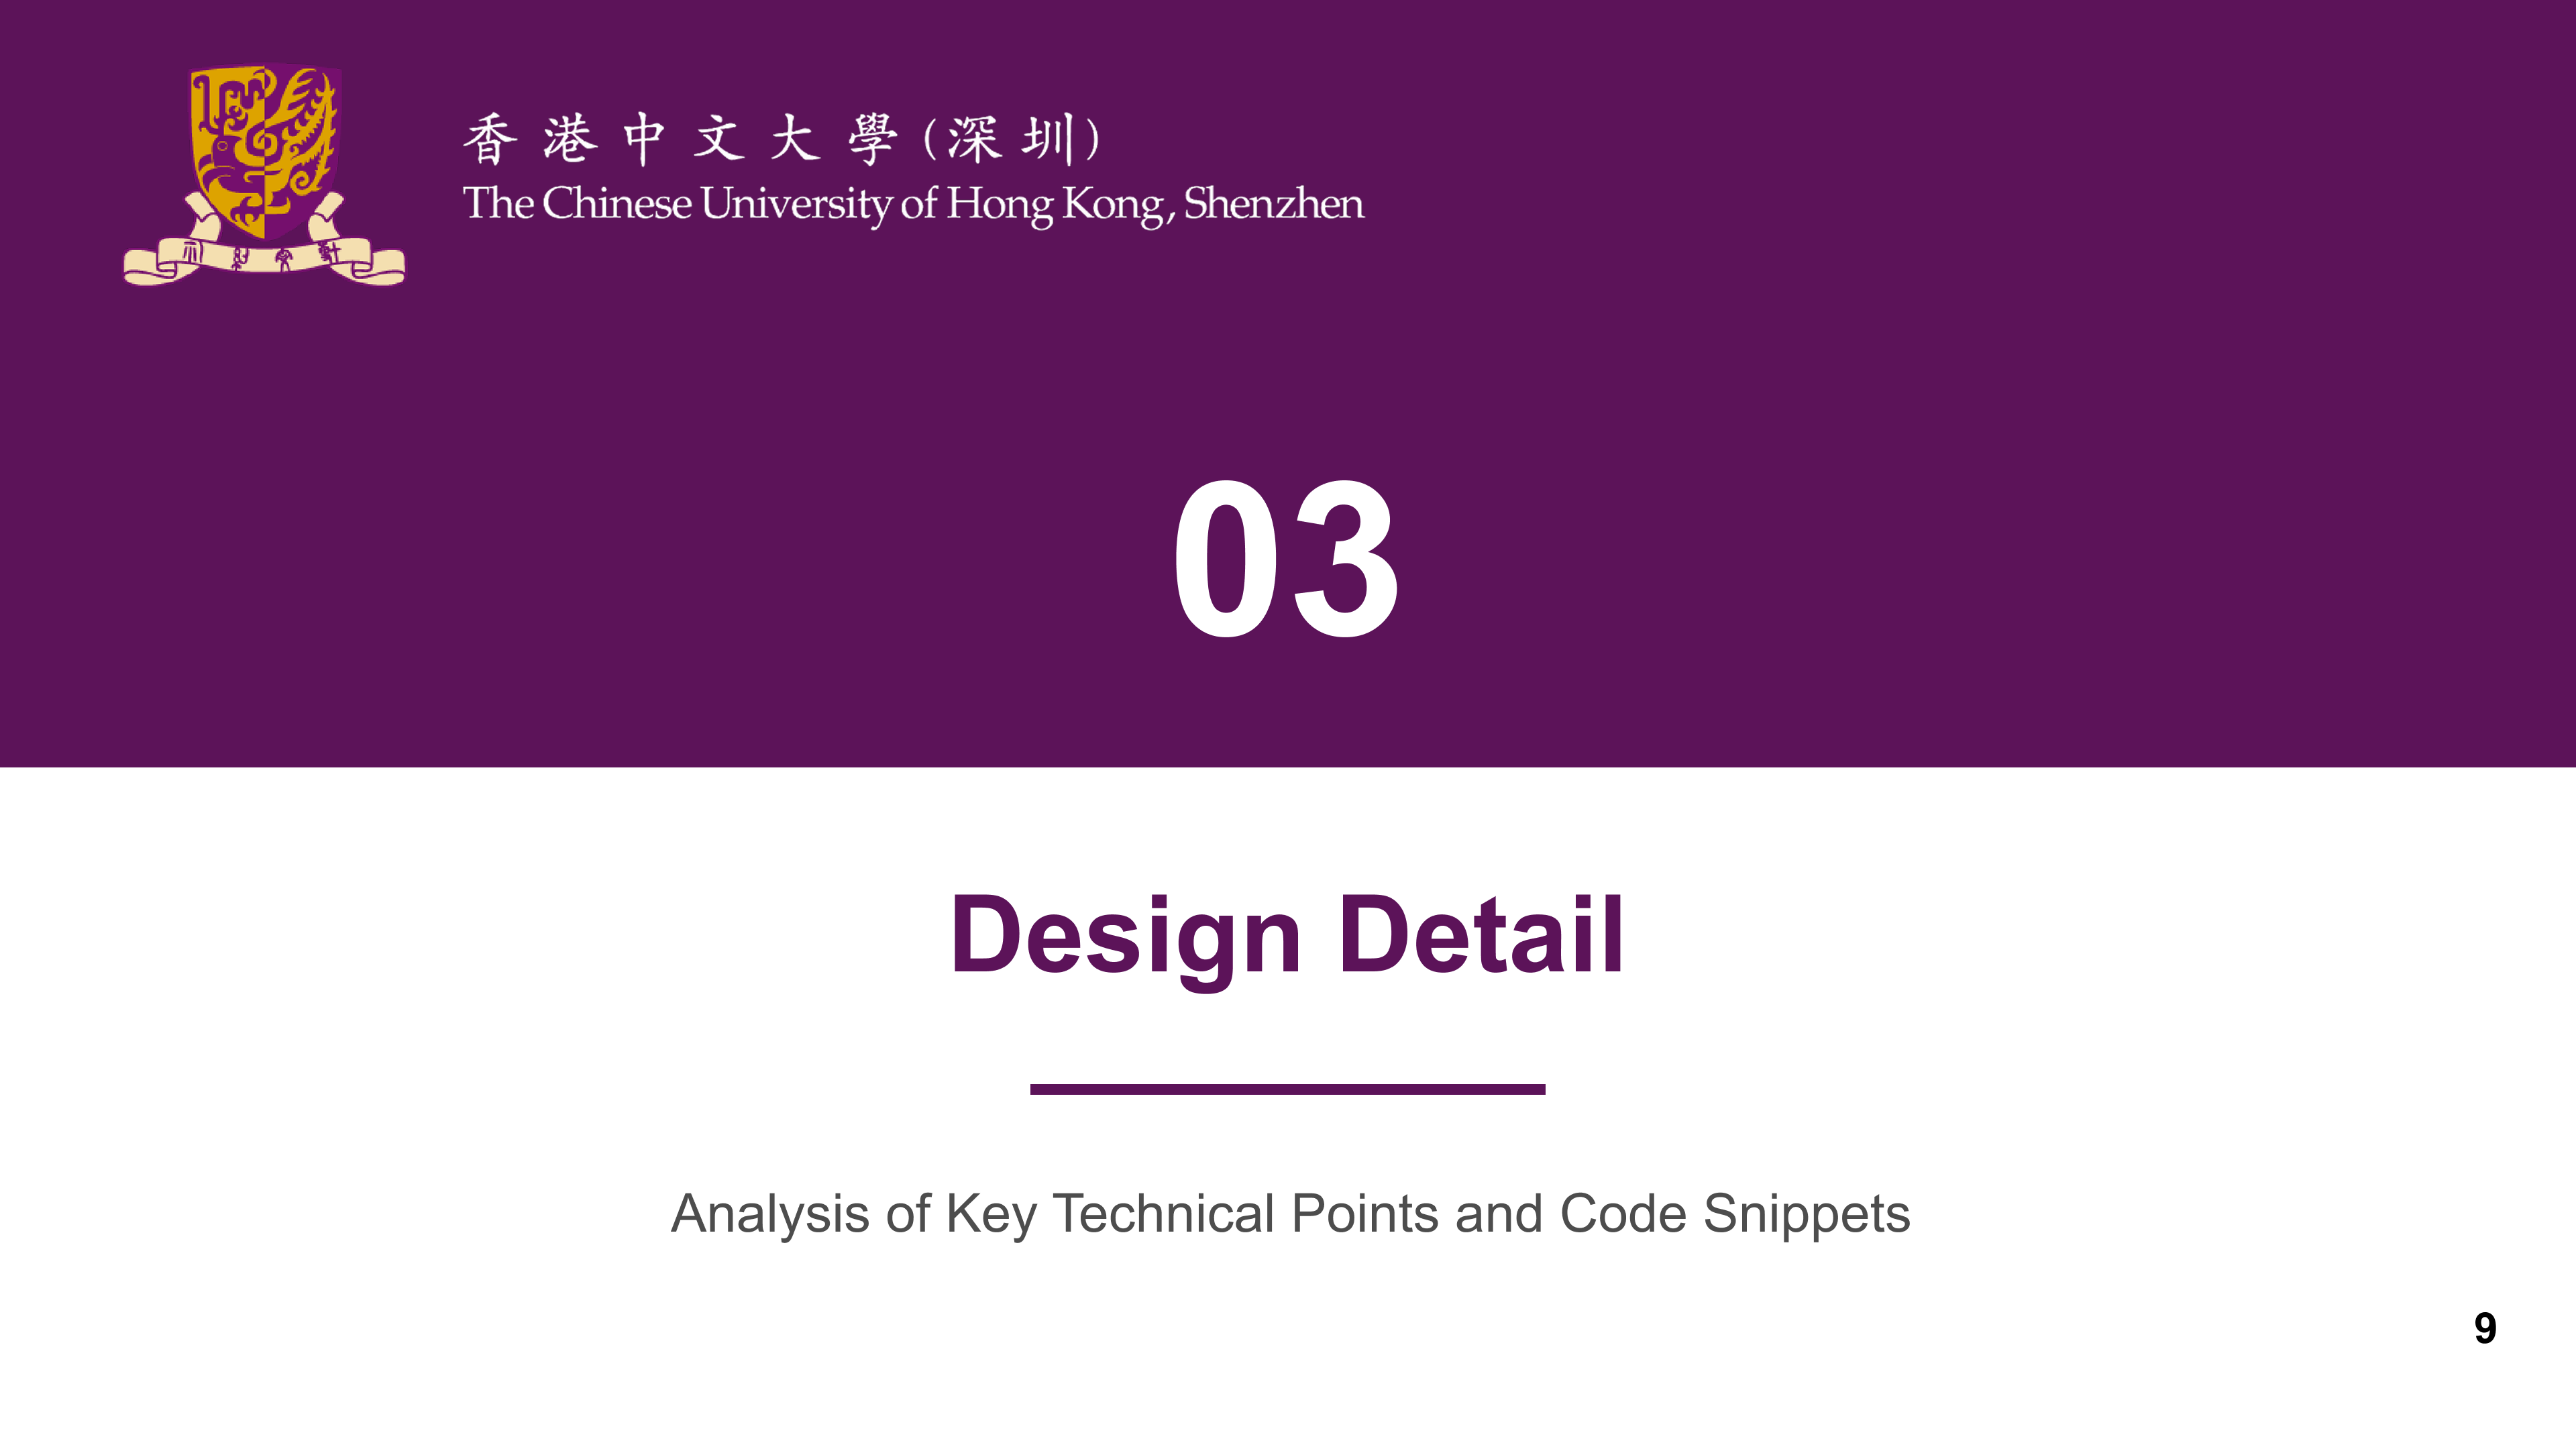 香港中文大學(深圳)
The Chinese University of Hong Kong, Shenzhen
03
Design Detail
Analysis of Key Technical Points and Code Snippets
9